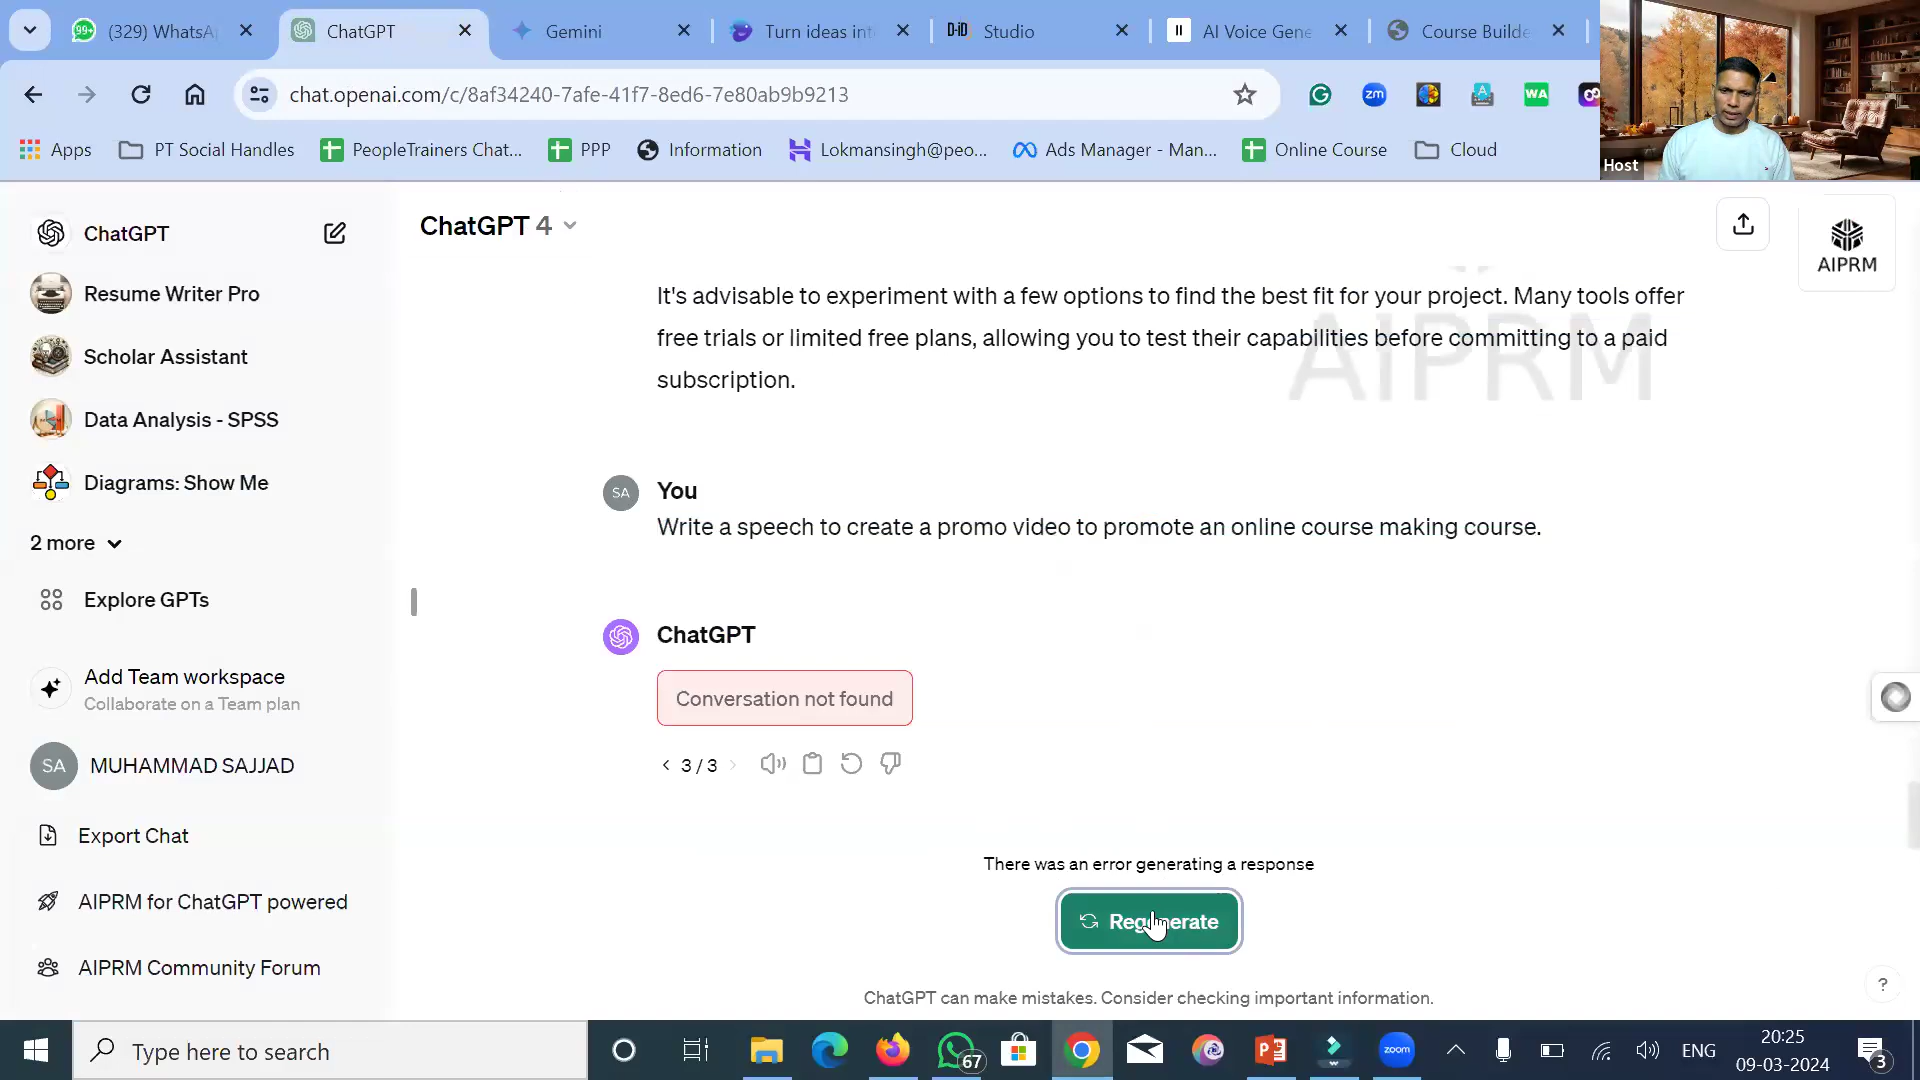 (329) WhatsA
ChatGPT
Gemini
Turn ideas int
D-iD
Studio
AI Voice Gene
Course Builde
chat.openai.com/c/8af34240-7afe-41f7-8ed6-7e80ab9b9213
zm
WA
Host
Apps
PT Social Handles
PeopleTrainers Chat...
PPP
Information
Lokmansingh@peo...
Ads Manager - Man...
Online Course
Cloud
ChatGPT
Resume Writer Pro
Scholar Assistant
Data Analysis - SPSS
Diagrams: Show Me
2 more
Explore GPTs
Add Team workspace
Collaborate on a Team plan
SA MUHAMMAD SAJJAD
Export Chat
AIPRM for ChatGPT powered
AIPRM Community Forum
ChatGPT 4
AIPRM
It's advisable to experiment with a few options to find the best fit for your project. Many tools offer
free trials or limited free plans, allowing you to test their capabilities before committing to a paid
subscription.
AIPRM
SA You
Write a speech to create a promo video to promote an online course making course.
ChatGPT
Conversation not found
3 / 3
There was an error generating a response
Regenerate
ChatGPT can make mistakes. Consider checking important information.
?
Type here to search
67
zoom
ENG
20:25
09-03-2024
3